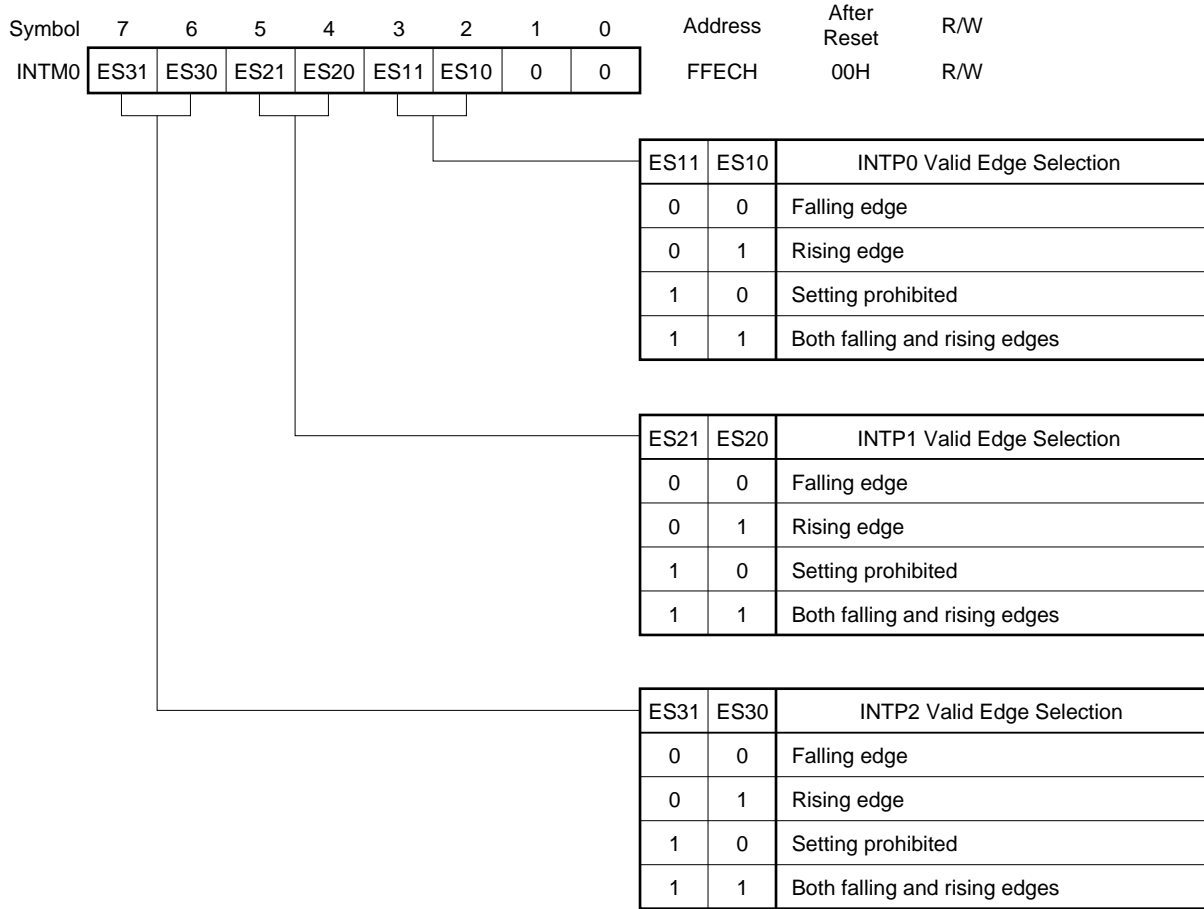 Symbol 7 6 5 4 3 2 1 0 Address After Reset R/W
INTM0 ES31 ES30 ES21 ES20 ES11 ES10 0 0 FFECH 00H R/W
ES11 ES10 INTP0 Valid Edge Selection
0 0 Falling edge
0 1 Rising edge
1 0 Setting prohibited
1 1 Both falling and rising edges
ES21 ES20 INTP1 Valid Edge Selection
0 0 Falling edge
0 1 Rising edge
1 0 Setting prohibited
1 1 Both falling and rising edges
ES31 ES30 INTP2 Valid Edge Selection
0 0 Falling edge
0 1 Rising edge
1 0 Setting prohibited
1 1 Both falling and rising edges